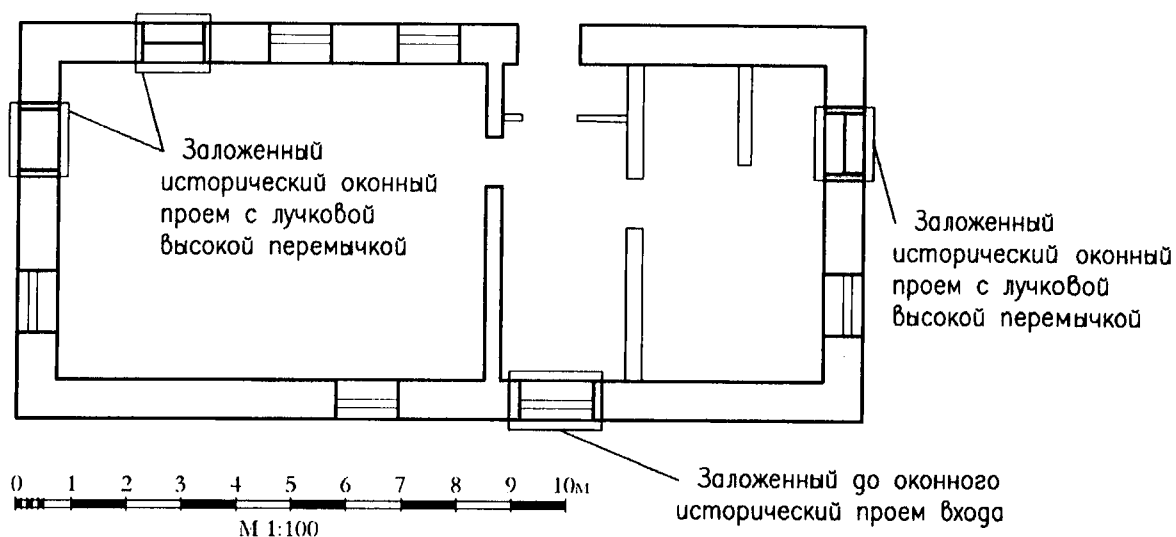 Заложенный
исторический оконный
проем с лучковой
высокой перемычкой
Заложенный
исторический оконный
проем с лучковой
высокой перемычкой
Заложенный до оконного
исторический проем входа
0 1 2 3 4 5 6 7 8 9 10м
М 1:100